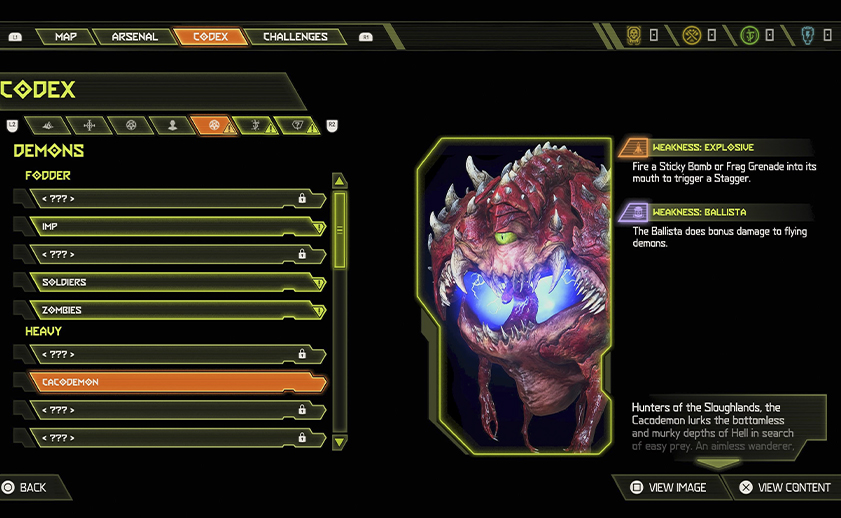 L1
MAP
ARSENAL
CODEX
CHALLENGES
R1
0
0
0
0
CODEX
L2
R2
DEMONS
FODDER
< ??? >
IMP
< ??? >
SOLDIERS
ZOMBIES
HEAVY
< ??? >
CACODEMON
< ??? >
< ??? >
WEAKNESS: EXPLOSIVE
Fire a Sticky Bomb or Frag Grenade into its
mouth to trigger a Stagger.
WEAKNESS: BALLISTA
The Ballista does bonus damage to flying
demons.
Hunters of the Sloughlands, the
Cacodemon lurks the bottomless
and murky depths of Hell in search
of easy prey. An aimless wanderer,
BACK
VIEW IMAGE
VIEW CONTENT